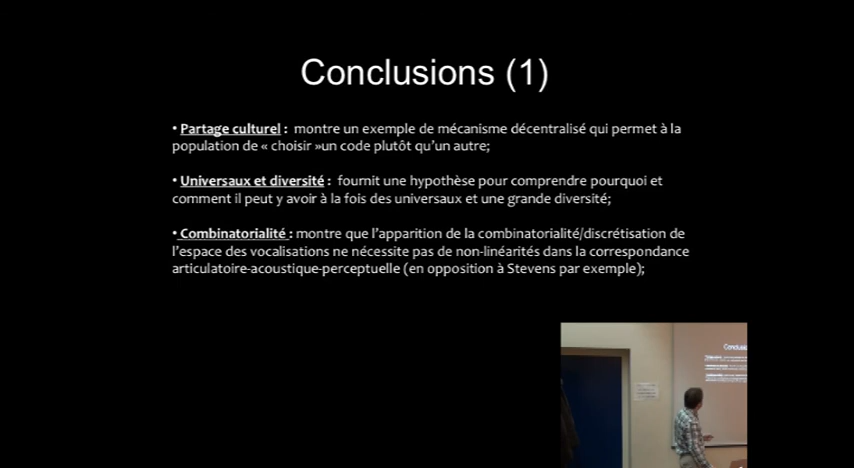 Conclusions (1)
• Partage culturel : montre un exemple de mécanisme décentralisé qui permet à la
population de « choisir »un code plutôt qu'un autre;
• Universaux et diversité : fournit une hypothèse pour comprendre pourquoi et
comment il peut y avoir à la fois des universaux et une grande diversité;
• Combinatorialité : montre que l'apparition de la combinatorialité/discrétisation de
l'espace des vocalisations ne nécessite pas de non-linéarités dans la correspondance
articulatoire-acoustique-perceptuelle (en opposition à Stevens par exemple);